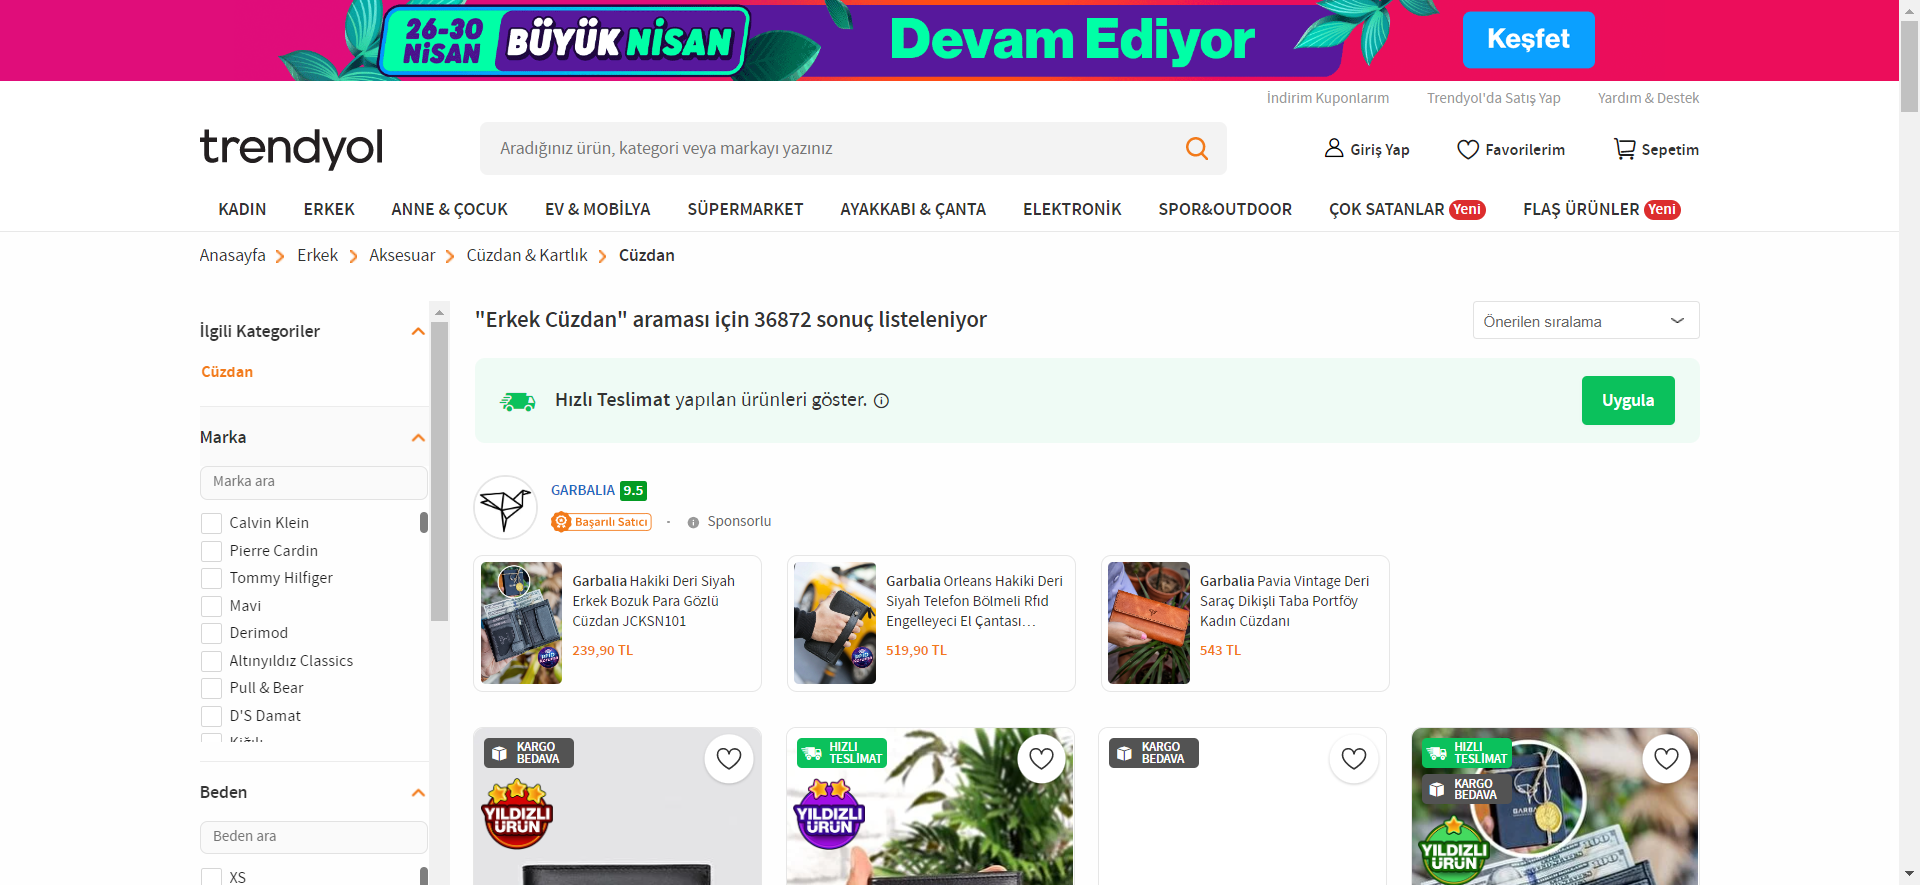 26-30
NİSAN
BÜYÜK NİSAN
Devam Ediyor
Keşfet
İndirim Kuponlarım
Trendyol'da Satış Yap
Yardım & Destek
trendyol
Aradığınız ürün, kategori veya markayı yazınız
Giriş Yap
Favorilerim
Sepetim
KADIN
ERKEK
ANNE & ÇOCUK
EV & MOBİLYA
SÜPERMARKET
AYAKKABI & ÇANTA
ELEKTRONİK
SPOR&OUTDOOR
ÇOK SATANLAR Yeni
FLAŞ ÜRÜNLER Yeni
Anasayfa
Erkek
Aksesuar
Cüzdan & Kartlık
Cüzdan
İlgili Kategoriler
Cüzdan
Marka
Marka ara
Calvin Klein
Pierre Cardin
Tommy Hilfiger
Mavi
Derimod
Altınyıldız Classics
Pull & Bear
D'S Damat
Beden
Beden ara
XS
"Erkek Cüzdan" araması için 36872 sonuç listeleniyor
Önerilen sıralama
Hızlı Teslimat yapılan ürünleri göster.
Uygula
GARBALIA 9.5
Başarılı Satıcı
Sponsorlu
Garbalia Hakiki Deri Siyah
Erkek Bozuk Para Gözlü
Cüzdan JCKSN101
239,90 TL
Garbalia Orleans Hakiki Deri
Siyah Telefon Bölmeli Rfıd
Engelleyeci El Çantası...
519,90 TL
Garbalia Pavia Vintage Deri
Saraç Dikişli Taba Portföy
Kadın Cüzdanı
543 TL
KARGO
BEDAVA
YILDIZLI
ÜRÜN
HIZLI
TESLİMAT
YILDIZLI
ÜRÜN
KARGO
BEDAVA
HIZLI
TESLİMAT
KARGO
BEDAVA
YILDIZLI
ÜRÜN